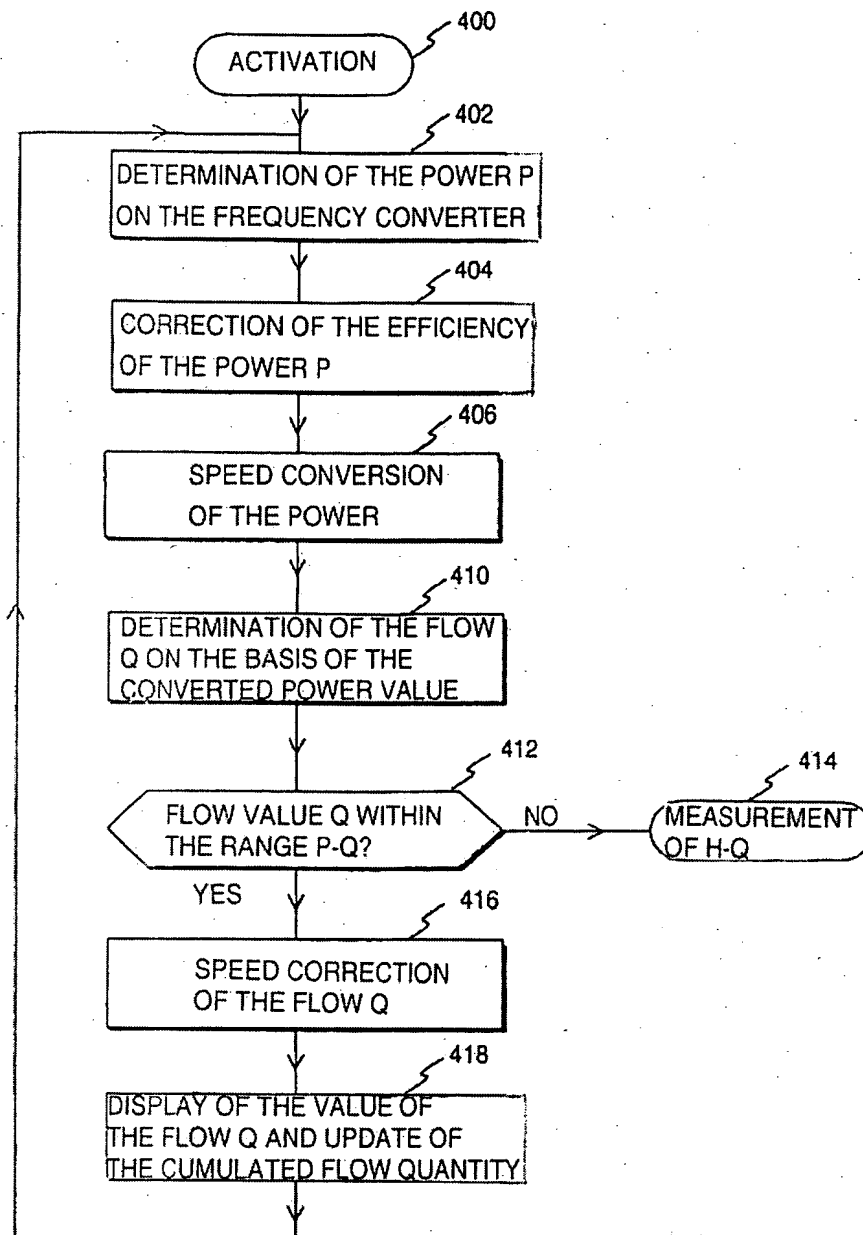 400
ACTIVATION
402
DETERMINATION OF THE POWER P
ON THE FREQUENCY CONVERTER
404
CORRECTION OF THE EFFICIENCY
OF THE POWER P
406
SPEED CONVERSION
OF THE POWER
410
DETERMINATION OF THE FLOW
Q ON THE BASIS OF THE
CONVERTED POWER VALUE
412
FLOW VALUE Q WITHIN
THE RANGE P-Q?
NO
414
MEASUREMENT
OF H-Q
YES
416
SPEED CORRECTION
OF THE FLOW Q
418
DISPLAY OF THE VALUE OF
THE FLOW Q AND UPDATE OF
THE CUMULATED FLOW QUANTITY